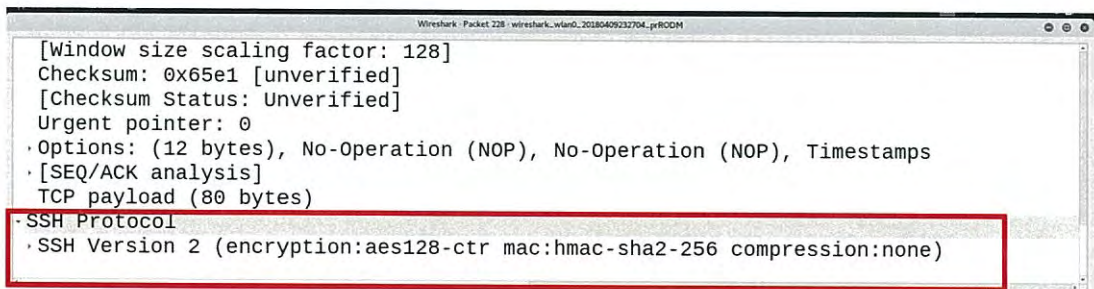 Wireshark · Packet 228 · wireshark_wlan0_20180409232704_prRODM
[Window size scaling factor: 128]
Checksum: 0x65e1 [unverified]
[Checksum Status: Unverified]
Urgent pointer: 0
Options: (12 bytes), No-Operation (NOP), No-Operation (NOP), Timestamps
[SEQ/ACK analysis]
TCP payload (80 bytes)
SSH Protocol
SSH Version 2 (encryption:aes128-ctr mac:hmac-sha2-256 compression:none)